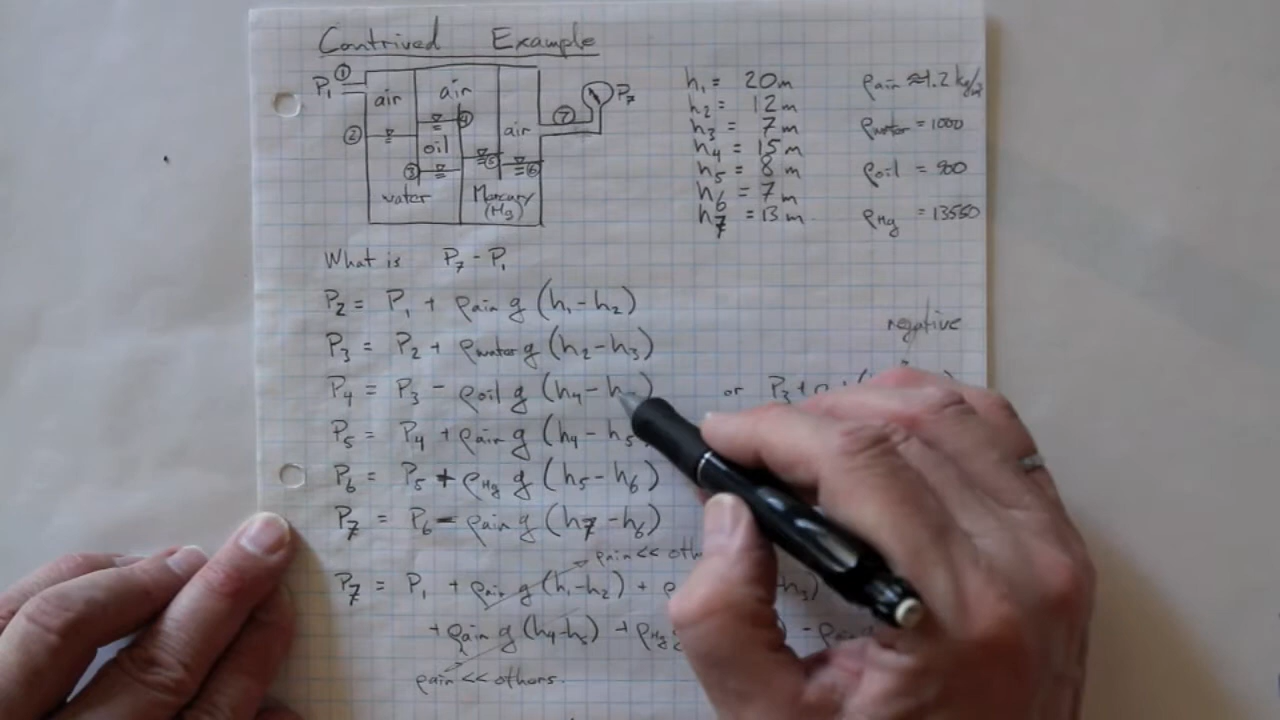 Contrived Example
P₁ ① air air ⑦ P₇
② ④ air
oil
③ ⑤ ⑥
water Mercury
(Hg)
h₁ = 20m
h₂ = 12m
h₃ = 7m
h₄ = 15m
h₅ = 8m
h₆ = 7m
h₇ = 13m
ρair ≈1.2 kg/m
ρwater = 1000
ρoil = 900
ρHg = 13550
What is P₇ - P₁
P₂ = P₁ + ρair g (h₁-h₂)
negative
P₃ = P₂ + ρwater g (h₂-h₃)
P₄ = P₃ - ρoil g (h₄- h or P₃ +
P₅ = P₄ + ρair g (h₄ - h₅
P₆ = P₅ + ρHg g (h₅-h₆)
P₇ = P₆ - ρair g (h₇-h₆)
ρair << oth
P₇ = P₁ + ρair g (h₁-h₂) + ρ h₃)
+ρair g (h₄-h₅) +ρHg ) -ρair
ρair << others.